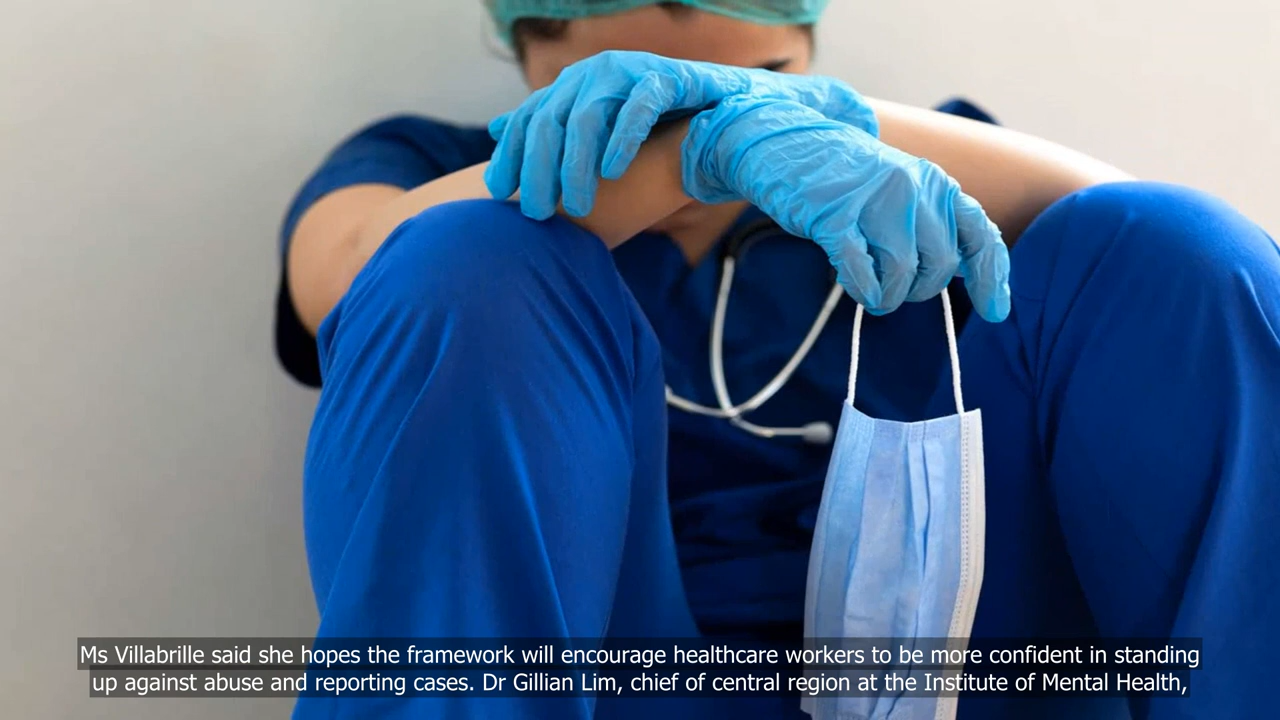 Ms Villabrille said she hopes the framework will encourage healthcare workers to be more confident in standing
up against abuse and reporting cases. Dr Gillian Lim, chief of central region at the Institute of Mental Health,